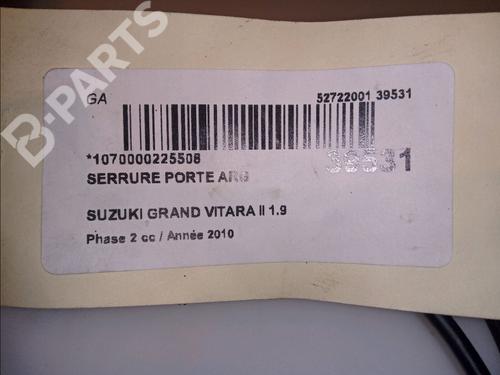 B-PARTS
GA
52722001 39531
*1070000225508
39531
SERRURE PORTE ARG
SUZUKI GRAND VITARA II 1.9
Phase 2 cc / Année 2010